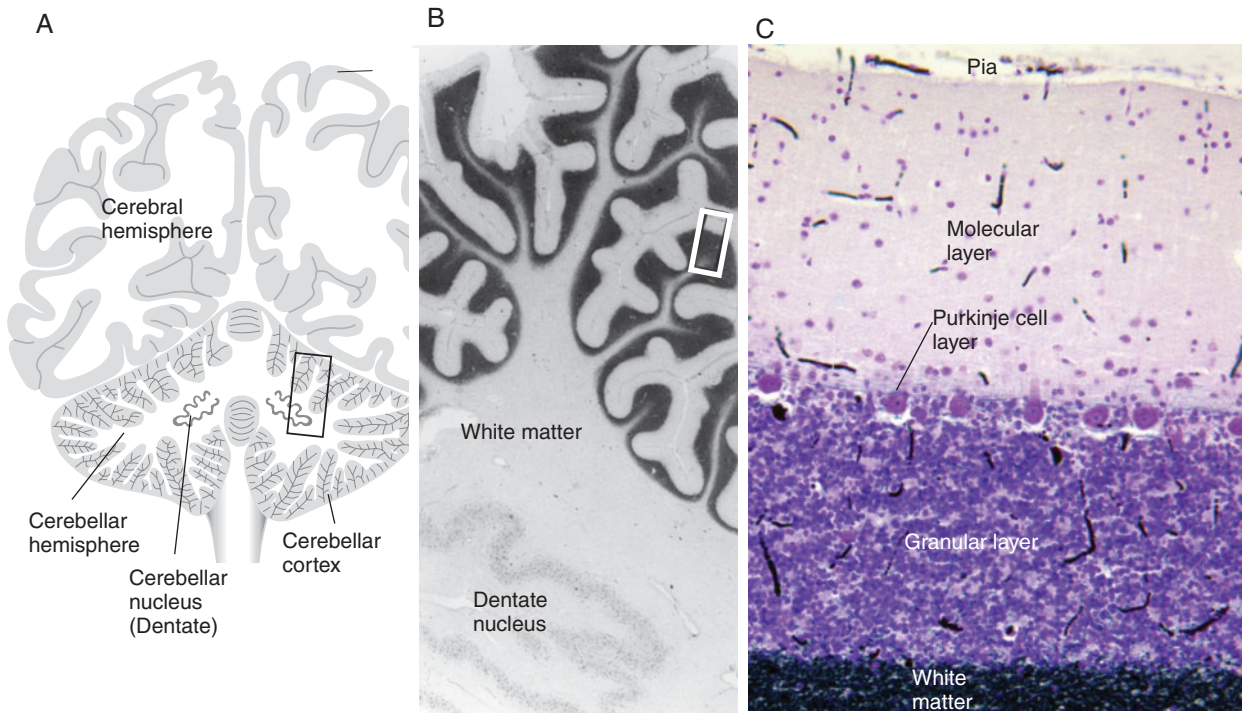 A
Cerebral
hemisphere
Cerebellar
hemisphere
Cerebellar
nucleus
(Dentate)
Cerebellar
cortex
B
White matter
Dentate
nucleus
C
Pia
Molecular
layer
Purkinje cell
layer
Granular layer
White
matter